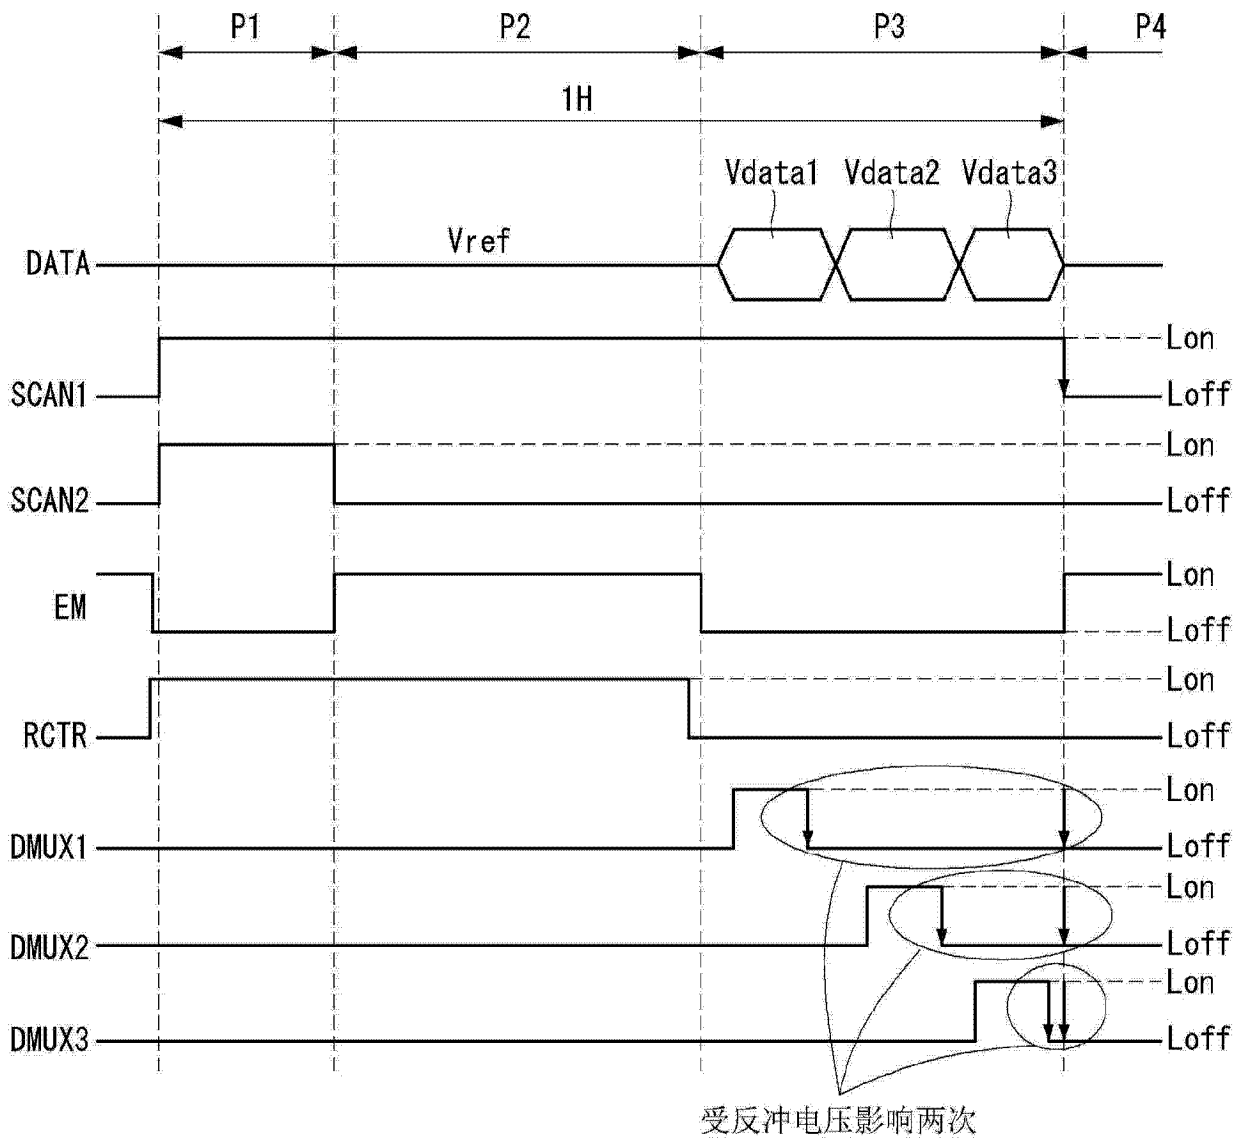 P1 P2 P3 P4
1H
Vdata1 Vdata2 Vdata3
Vref
DATA
Lon
SCAN1 Loff
Lon
SCAN2 Loff
Lon
EM
Loff
Lon
RCTR Loff
Lon
DMUX1 Loff
Lon
DMUX2 Loff
Lon
DMUX3 Loff
受反冲电压影响两次